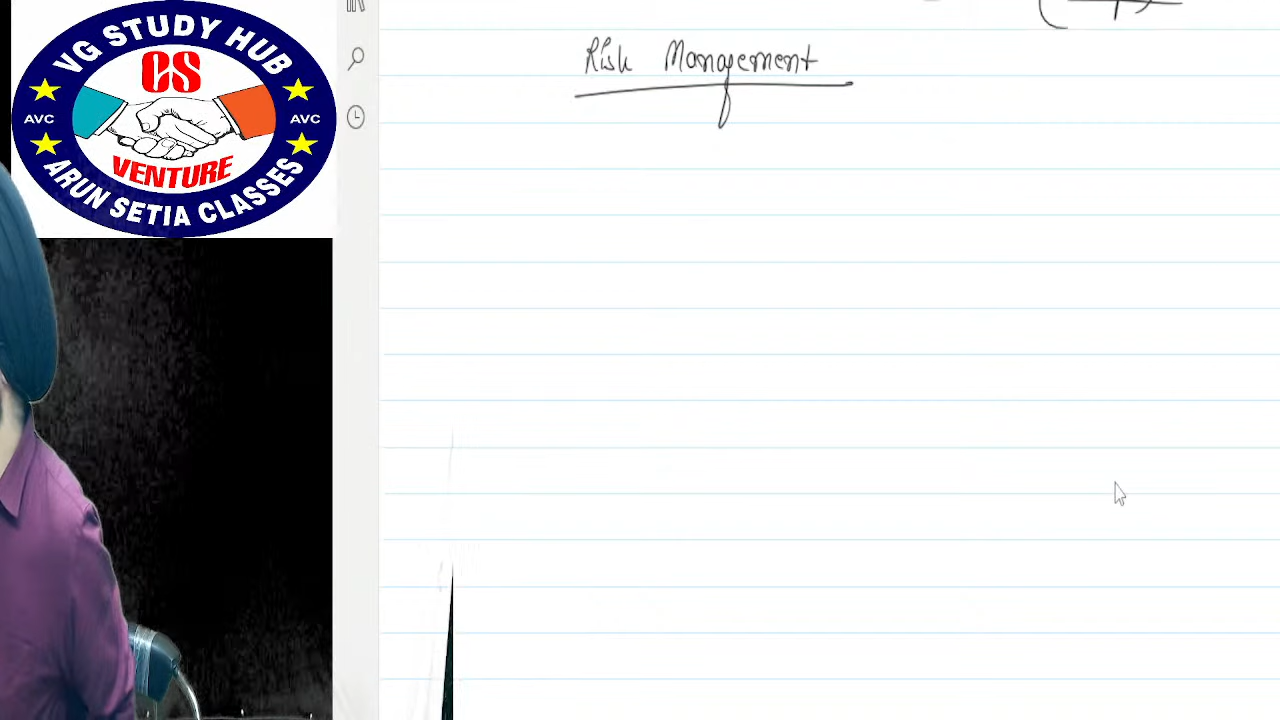 VG STUDY HUB
CS
AVC
AVC
VENTURE
ARUN SETIA CLASSES
Risk Management